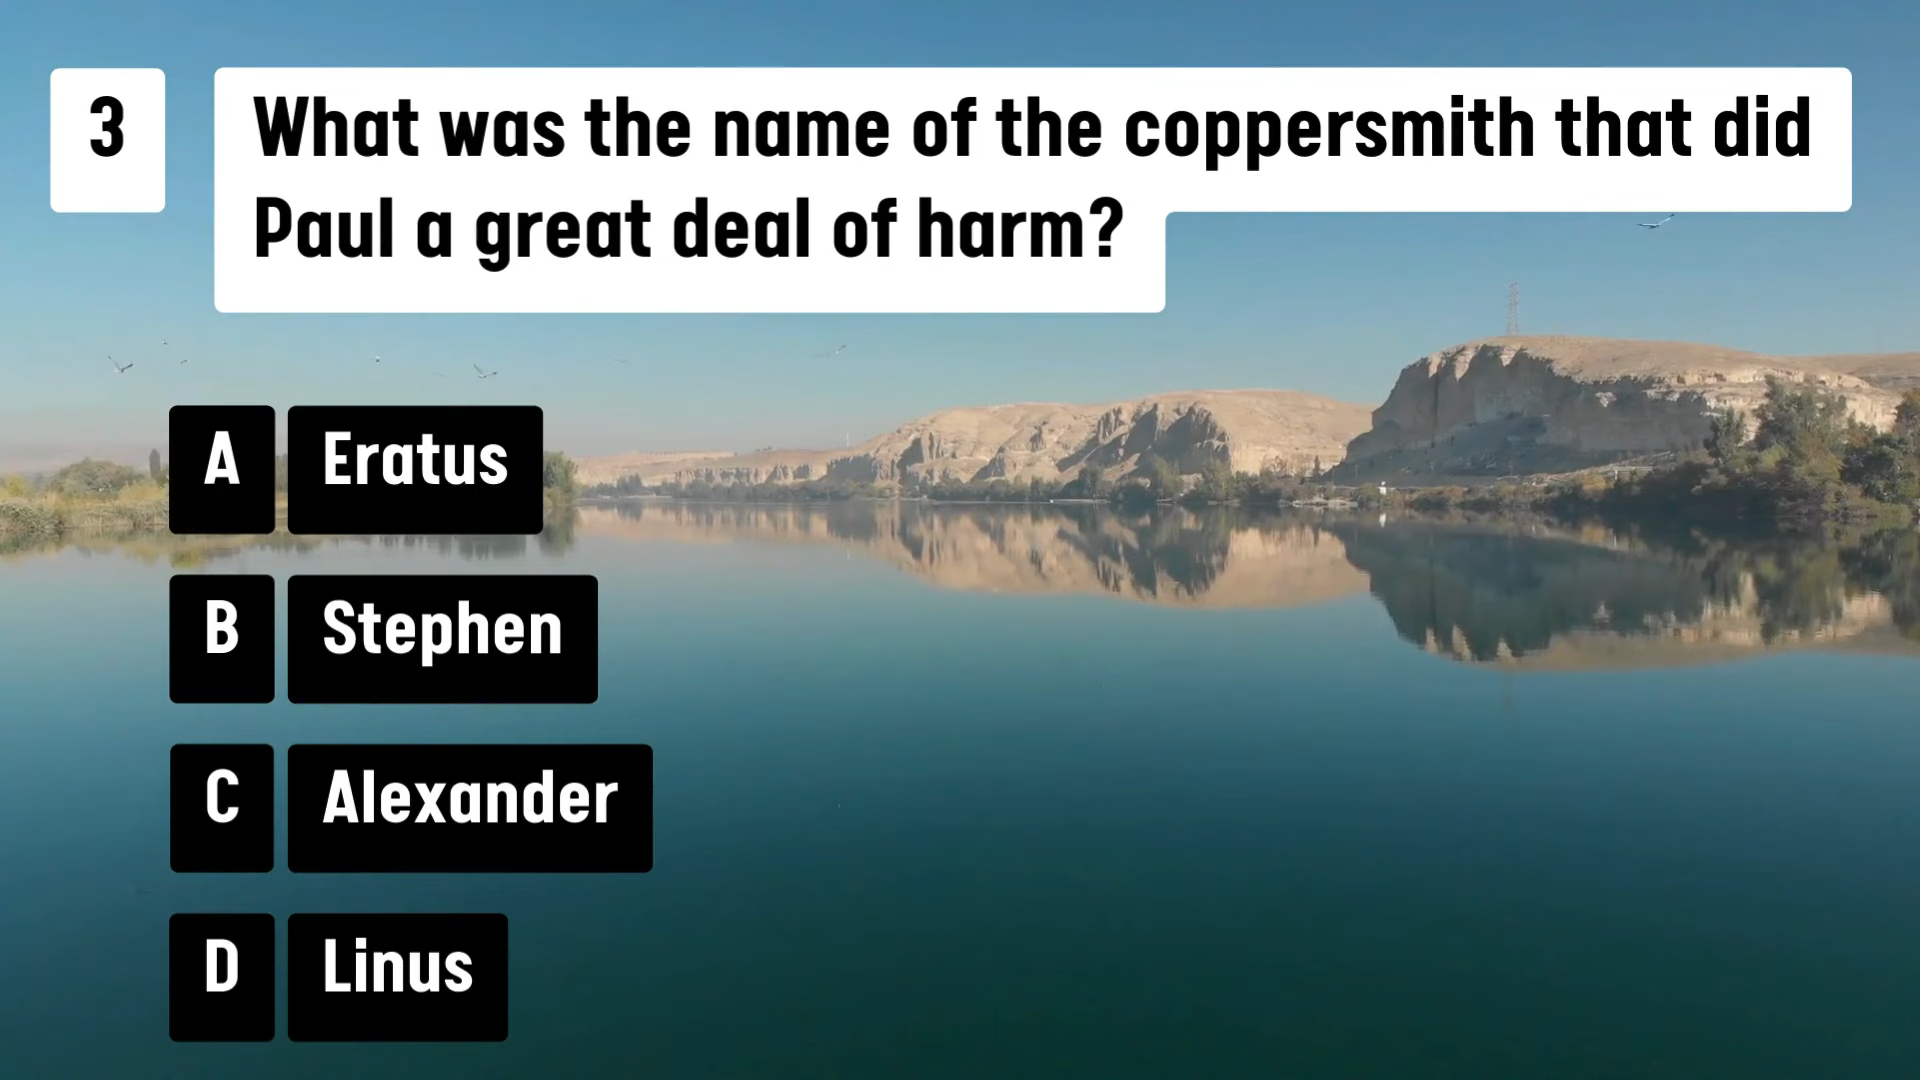 3
What was the name of the coppersmith that did
Paul a great deal of harm?
A Eratus
B Stephen
C Alexander
D Linus